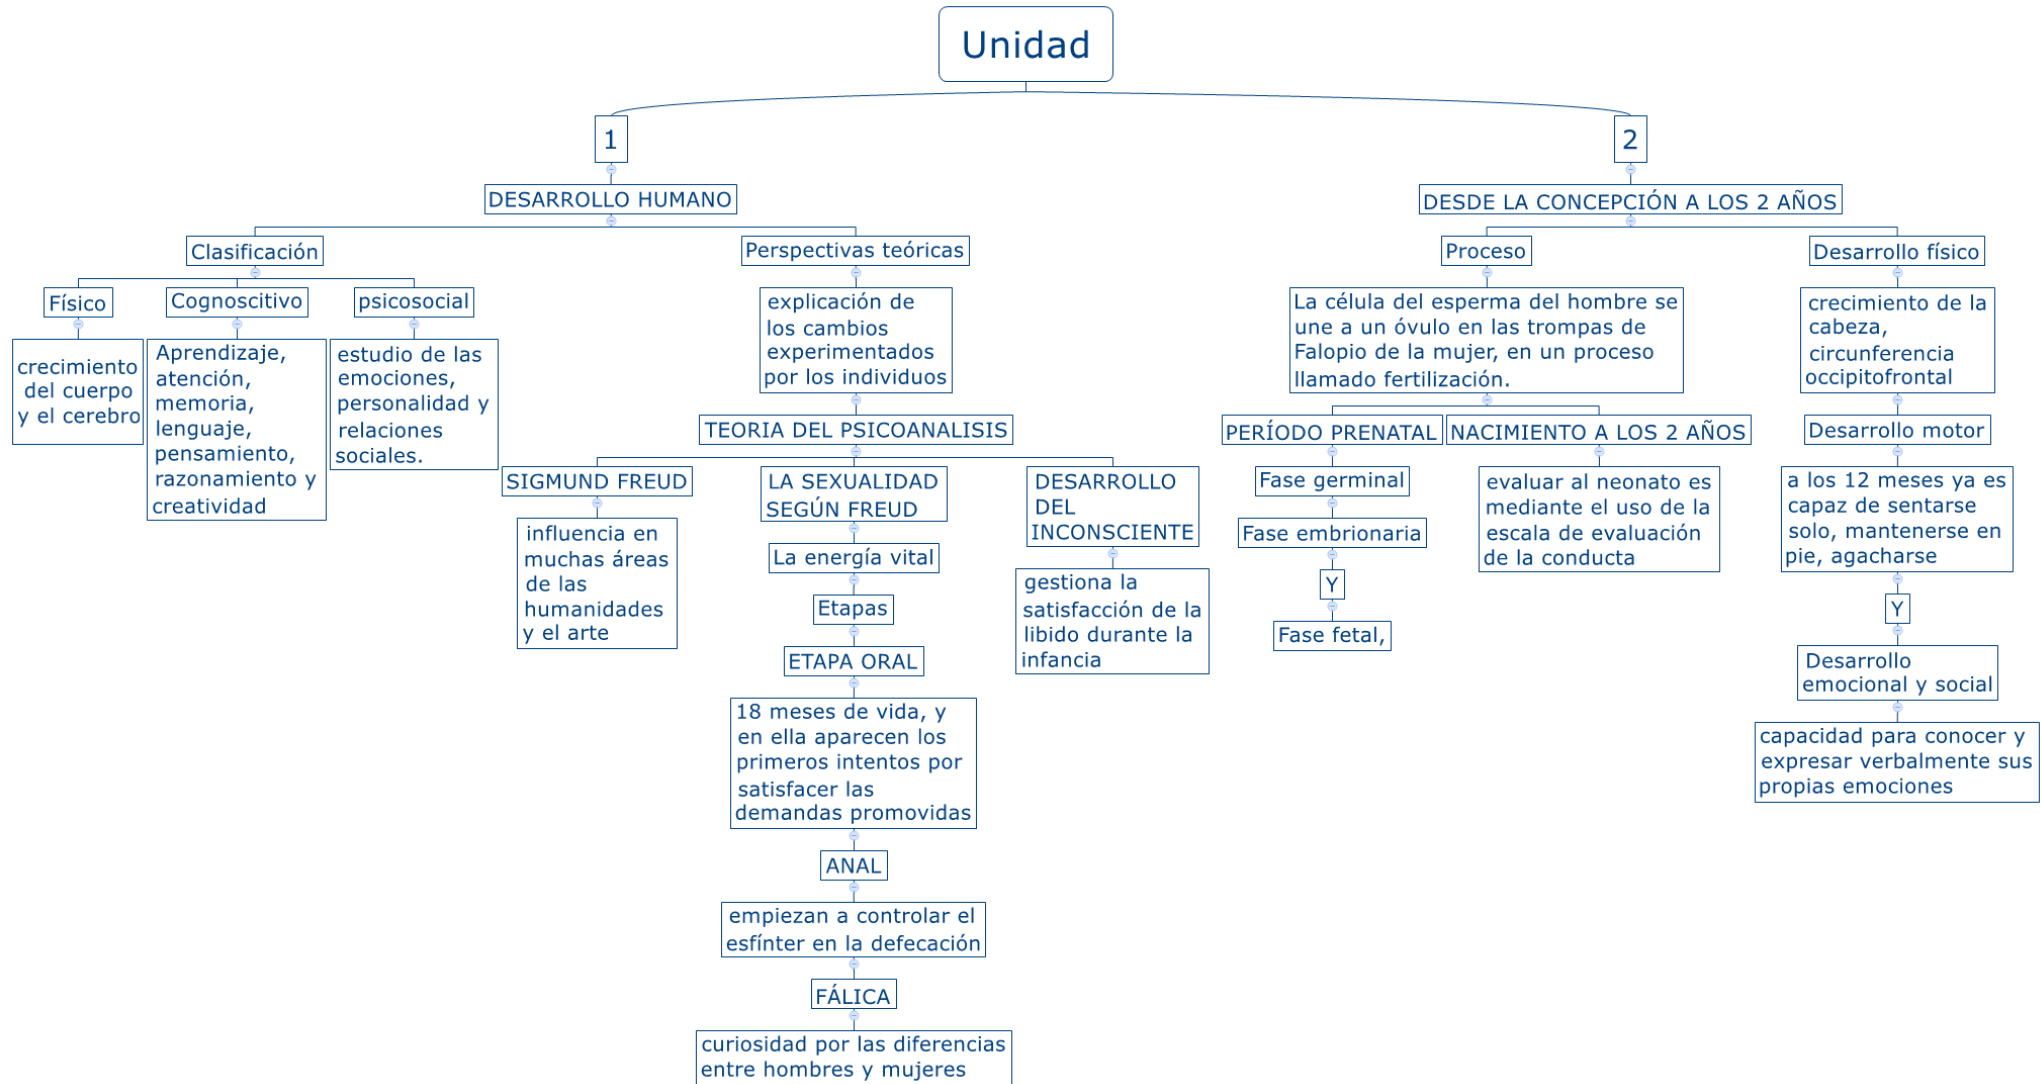 Unidad
1
DESARROLLO HUMANO
Clasificación
Físico
crecimiento
del cuerpo
y el cerebro
Cognoscitivo
Aprendizaje,
atención,
memoria,
lenguaje,
pensamiento,
razonamiento y
creatividad
psicosocial
estudio de las
emociones,
personalidad y
relaciones
sociales.
Perspectivas teóricas
explicación de
los cambios
experimentados
por los individuos
TEORIA DEL PSICOANALISIS
SIGMUND FREUD
influencia en
muchas áreas
de las
humanidades
y el arte
LA SEXUALIDAD
SEGÚN FREUD
La energía vital
Etapas
ETAPA ORAL
18 meses de vida, y
en ella aparecen los
primeros intentos por
satisfacer las
demandas promovidas
ANAL
empiezan a controlar el
esfínter en la defecación
FÁLICA
curiosidad por las diferencias
entre hombres y mujeres
DESARROLLO
DEL
INCONSCIENTE
gestiona la
satisfacción de la
libido durante la
infancia
2
DESDE LA CONCEPCIÓN A LOS 2 AÑOS
Proceso
La célula del esperma del hombre se
une a un óvulo en las trompas de
Falopio de la mujer, en un proceso
llamado fertilización.
PERÍODO PRENATAL
Fase germinal
Fase embrionaria
Y
Fase fetal,
NACIMIENTO A LOS 2 AÑOS
evaluar al neonato es
mediante el uso de la
escala de evaluación
de la conducta
Desarrollo físico
crecimiento de la
cabeza,
circunferencia
occipitofrontal
Desarrollo motor
a los 12 meses ya es
capaz de sentarse
solo, mantenerse en
pie, agacharse
Y
Desarrollo
emocional y social
capacidad para conocer y
expresar verbalmente sus
propias emociones